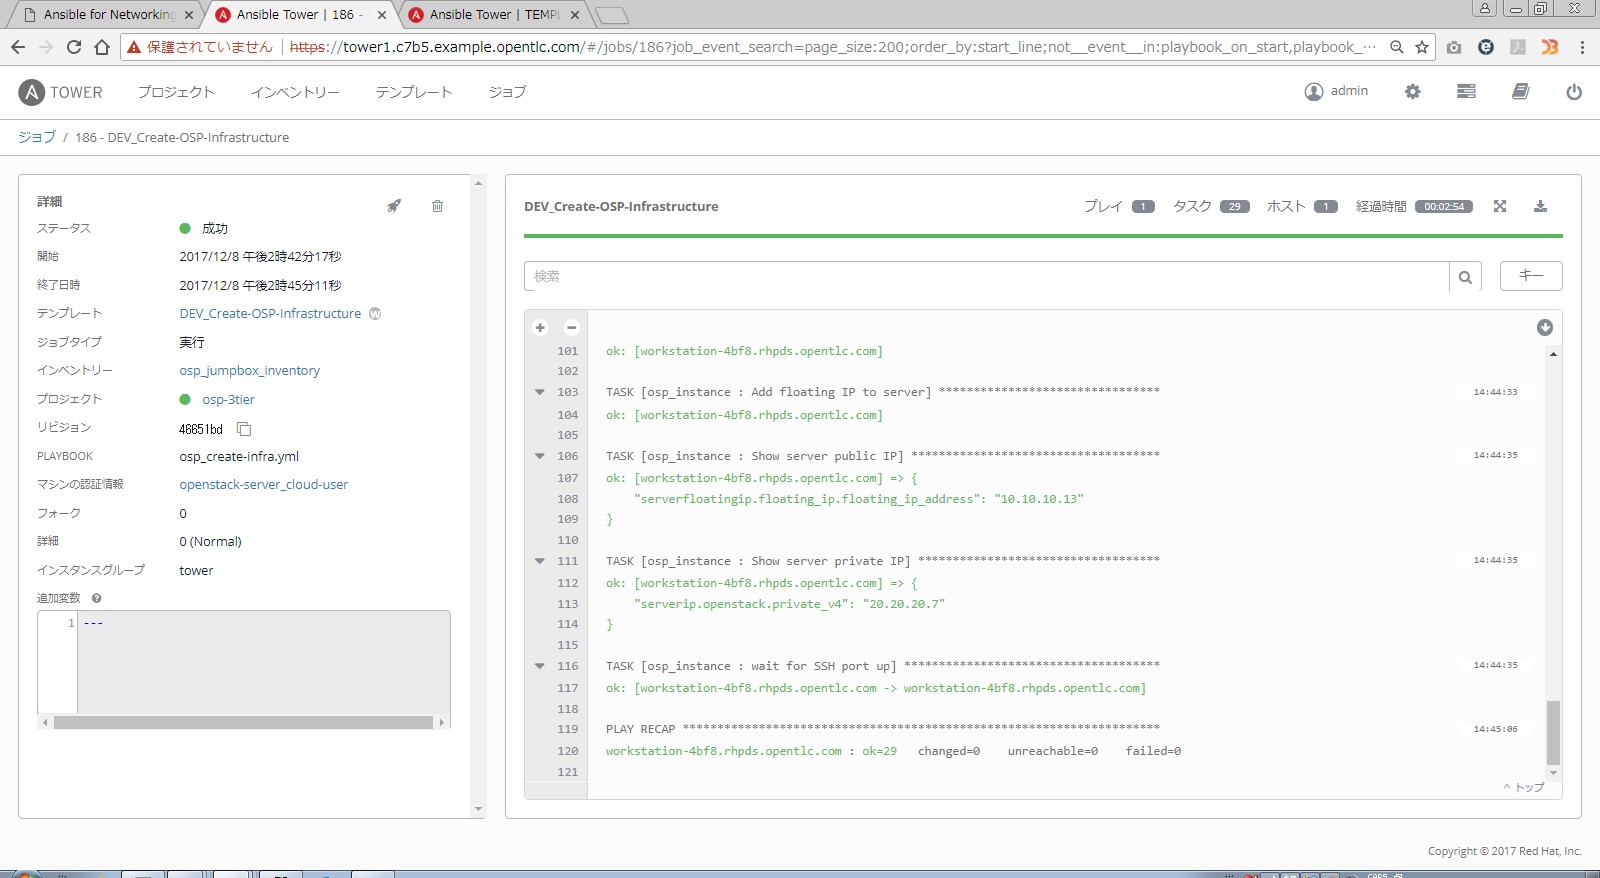 Ansible for Networking
Ansible Tower | 186 -
Ansible Tower | TEMPL
保護されていません | https://tower1.c7b5.example.opentlc.com/#/jobs/186?job_event_search=page_size:200;order_by:start_line;not__event__in:playbook_on_start,playbook_···
A TOWER プロジェクト インベントリー テンプレート ジョブ admin
ジョブ / 186 - DEV_Create-OSP-Infrastructure
詳細
ステータス 成功
開始 2017/12/8 午後2時42分17秒
終了日時 2017/12/8 午後2時45分11秒
テンプレート DEV_Create-OSP-Infrastructure W
ジョブタイプ 実行
インベントリー osp_jumpbox_inventory
プロジェクト osp-3tier
リビジョン 46651bd
PLAYBOOK osp_create-infra.yml
マシンの認証情報 openstack-server_cloud-user
フォーク 0
詳細 0 (Normal)
インスタンスグループ tower
追加変数 ?
1 ---
DEV_Create-OSP-Infrastructure プレイ 1 タスク 29 ホスト 1 経過時間 00:02:54
検索 キー
101 ok: [workstation-4bf8.rhpds.opentlc.com]
102
103 TASK [osp_instance : Add floating IP to server] ******************************** 14:44:33
104 ok: [workstation-4bf8.rhpds.opentlc.com]
105
106 TASK [osp_instance : Show server public IP] ************************************ 14:44:35
107 ok: [workstation-4bf8.rhpds.opentlc.com] => {
108 "serverfloatingip.floating_ip.floating_ip_address": "10.10.10.13"
109 }
110
111 TASK [osp_instance : Show server private IP] *********************************** 14:44:35
112 ok: [workstation-4bf8.rhpds.opentlc.com] => {
113 "serverip.openstack.private_v4": "20.20.20.7"
114 }
115
116 TASK [osp_instance : wait for SSH port up] ************************************* 14:44:35
117 ok: [workstation-4bf8.rhpds.opentlc.com -> workstation-4bf8.rhpds.opentlc.com]
118
119 PLAY RECAP ********************************************************************* 14:45:06
120 workstation-4bf8.rhpds.opentlc.com : ok=29 changed=0 unreachable=0 failed=0
121
^ トップ
Copyright © 2017 Red Hat, Inc.
CAPS